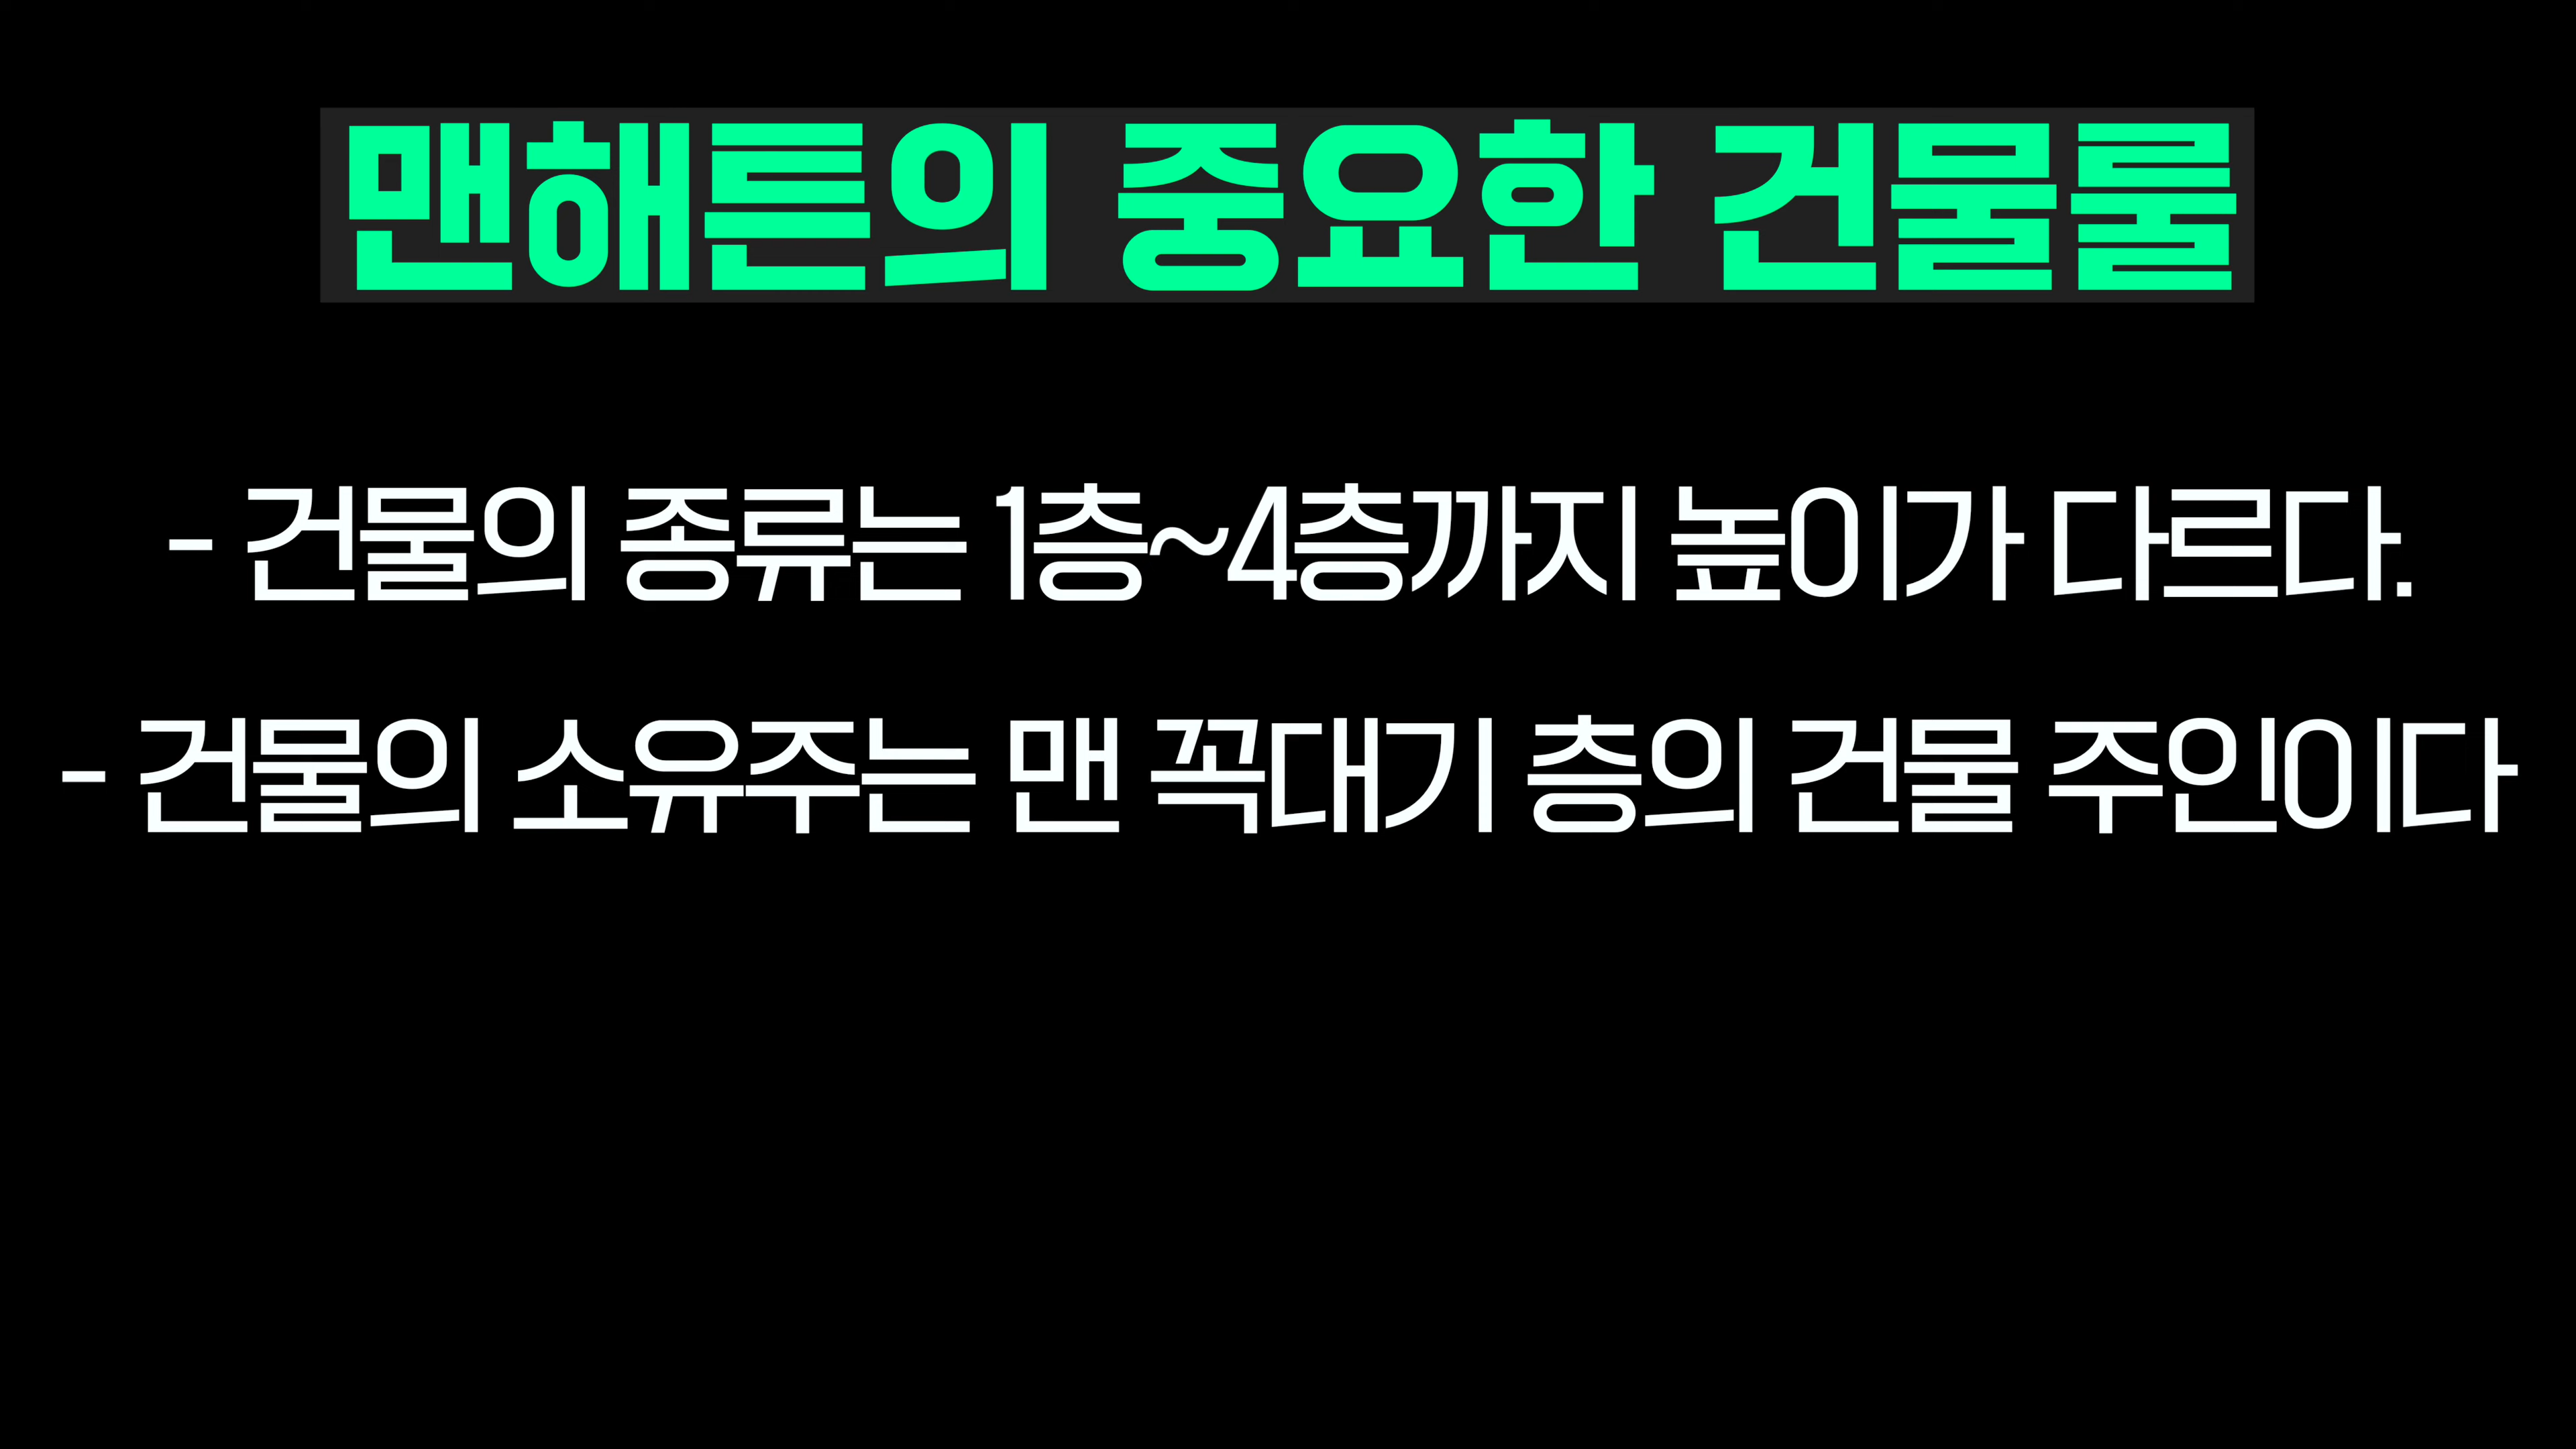 맨해튼의 중요한 건물룰
- 건물의 종류는 1층~4층까지 높이가 다르다.
- 건물의 소유주는 맨 꼭대기 층의 건물 주인이다